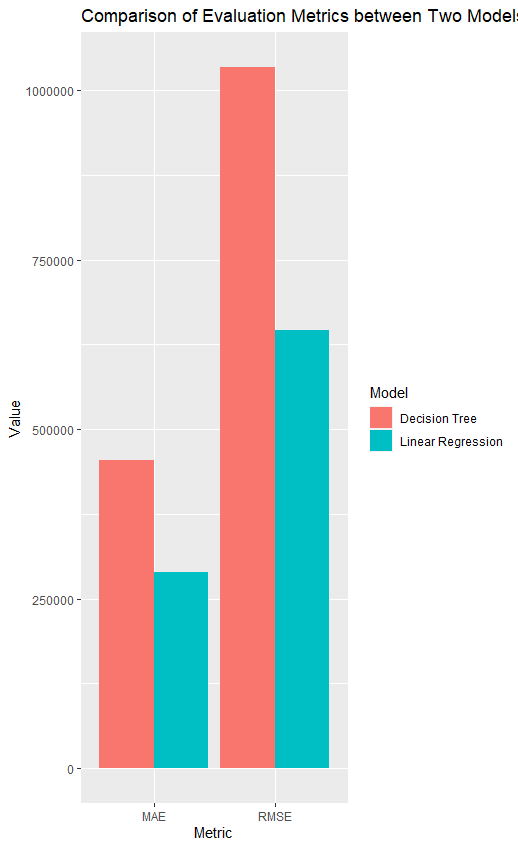 Comparison of Evaluation Metrics between Two Models
1000000
750000
500000
250000
0
Value
MAE
RMSE
Metric
Model
Decision Tree
Linear Regression